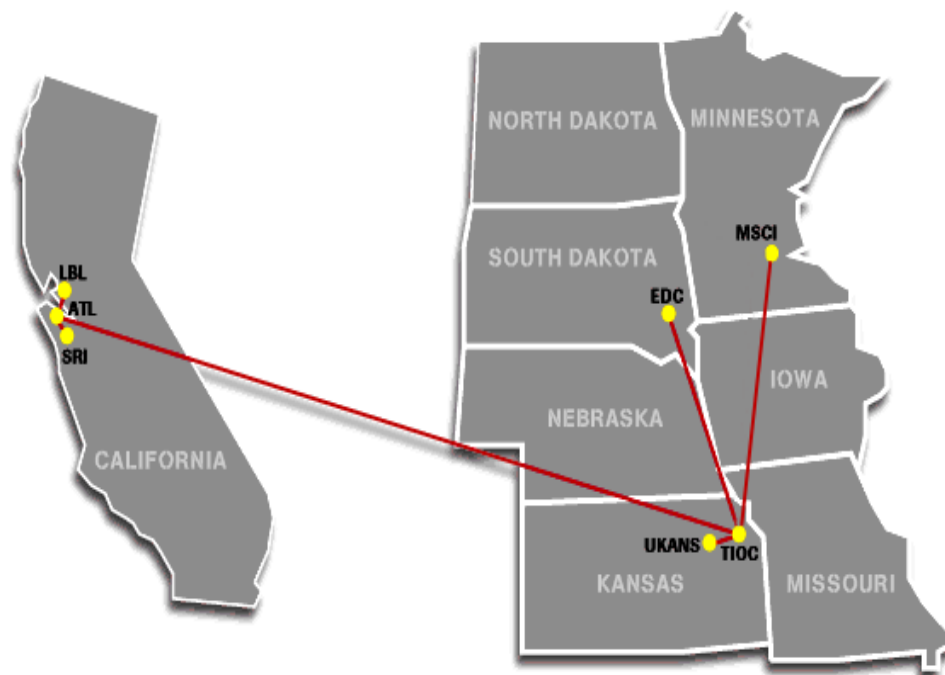 NORTH DAKOTA
MINNESOTA
MSCI
SOUTH DAKOTA
LBL
EDC
ATL
SRI
IOWA
NEBRASKA
CALIFORNIA
UKANS
TIOC
KANSAS
MISSOURI